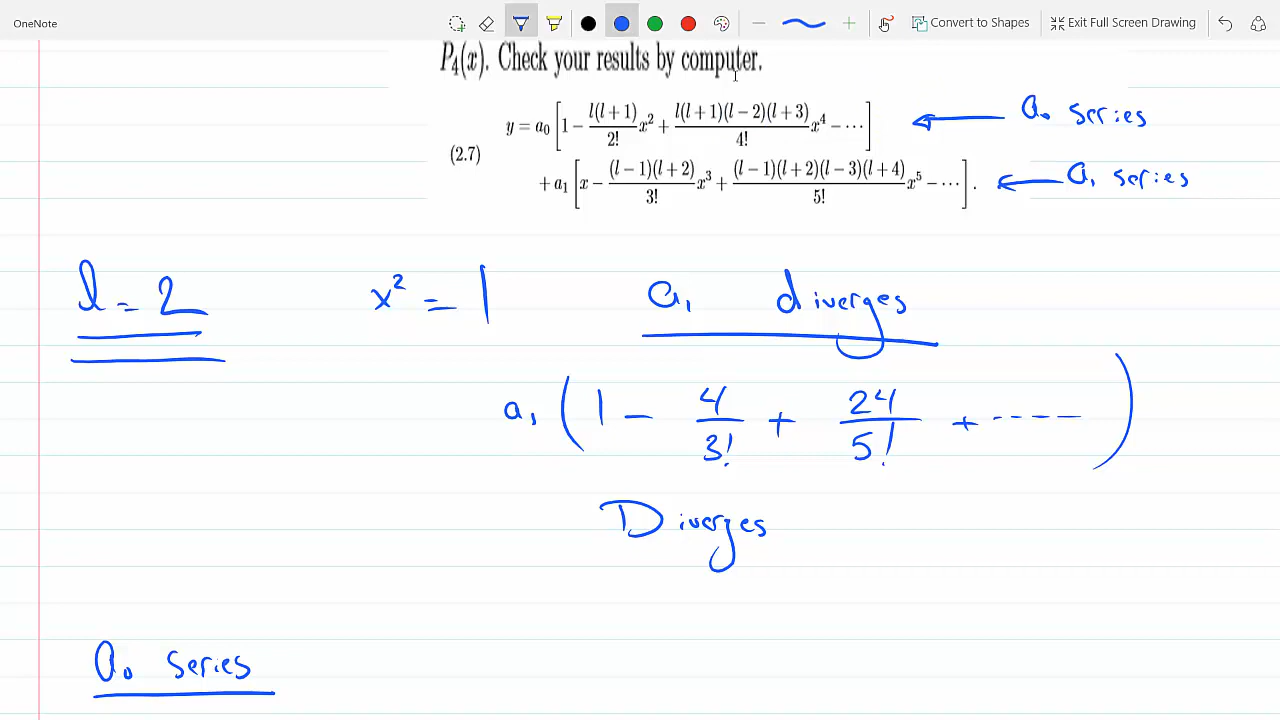 OneNote
Convert to Shapes
Exit Full Screen Drawing
P₄(x). Check your results by computer.
y = a₀ [1 − l(l + 1)/2! x² + l(l + 1)(l − 2)(l + 3)/4! x⁴ − ⋯]
a₀ series
(2.7)
+ a₁ [x − (l − 1)(l + 2)/3! x³ + (l − 1)(l + 2)(l − 3)(l + 4)/5! x⁵ − ⋯].
a₁ series
l = 2
x² = 1
a₁ diverges
a₁ (1 − 4/3! + 24/5! + -----)
Diverges
a₀ series